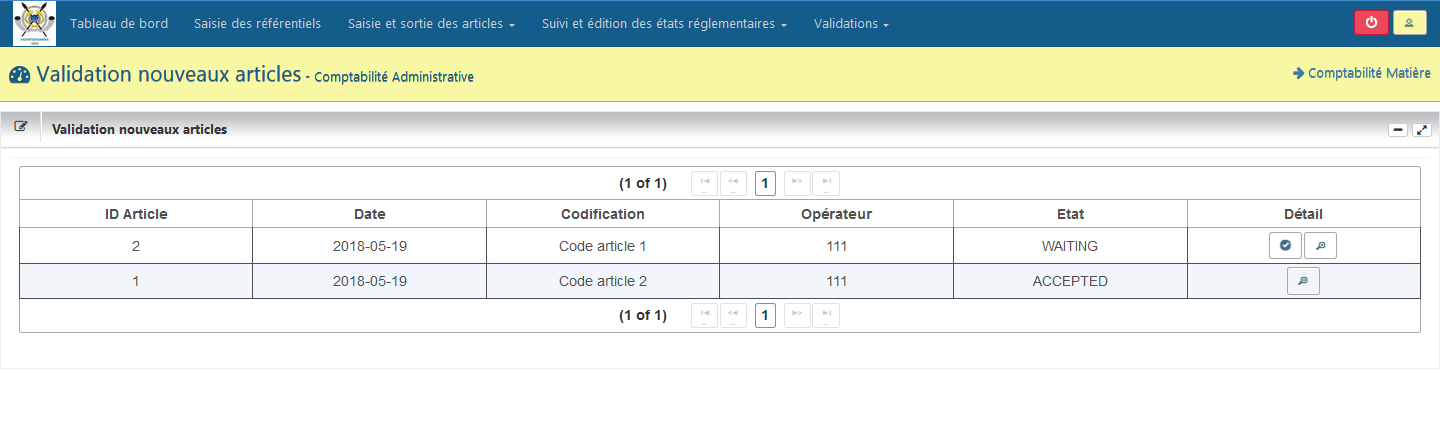 Tableau de bord Saisie des référentiels Saisie et sortie des articles Suivi et édition des états réglementaires Validations
Validation nouveaux articles - Comptabilité Administrative Comptabilité Matière
Validation nouveaux articles
(1 of 1) 1
ID Article Date Codification Opérateur Etat Détail
2 2018-05-19 Code article 1 111 WAITING
1 2018-05-19 Code article 2 111 ACCEPTED
(1 of 1) 1